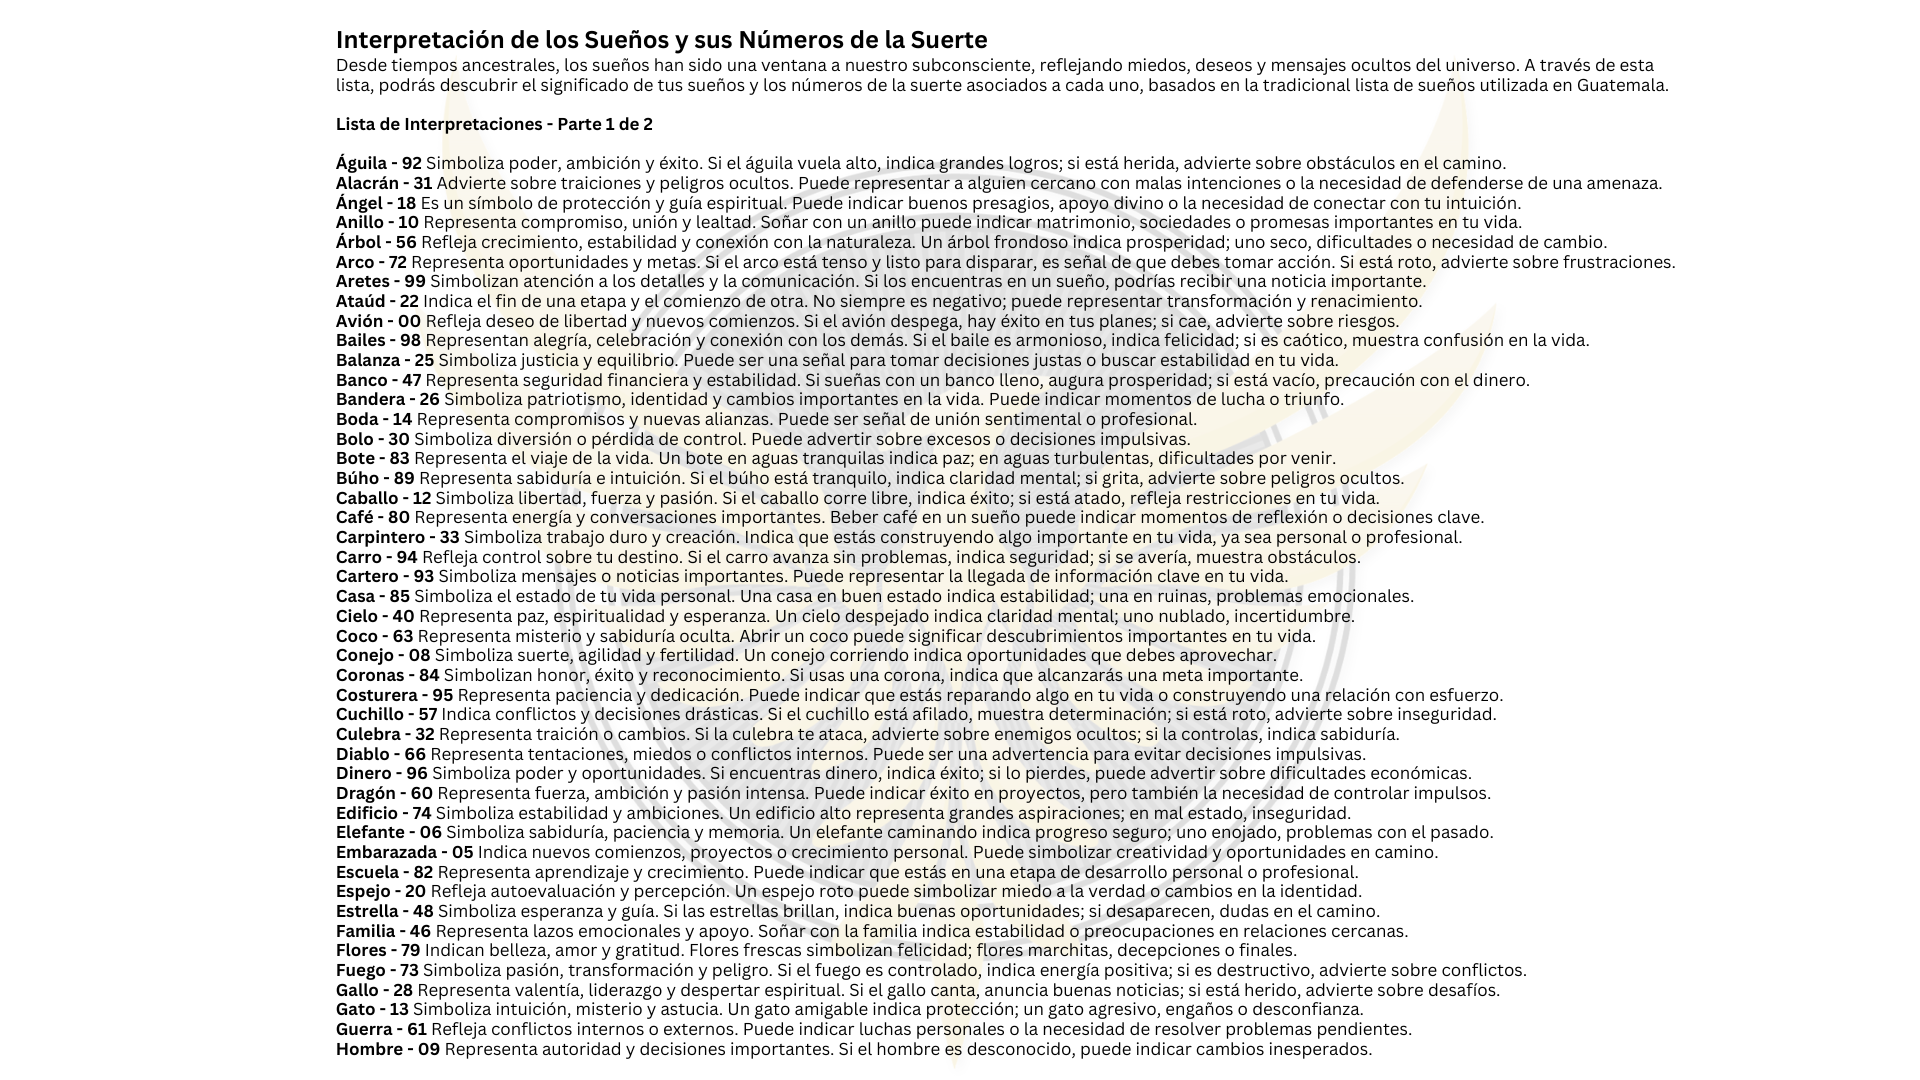 Interpretación de los Sueños y sus Números de la Suerte
Desde tiempos ancestrales, los sueños han sido una ventana a nuestro subconsciente, reflejando miedos, deseos y mensajes ocultos del universo. A través de esta
lista, podrás descubrir el significado de tus sueños y los números de la suerte asociados a cada uno, basados en la tradicional lista de sueños utilizada en Guatemala.
Lista de Interpretaciones - Parte 1 de 2
Águila - 92 Simboliza poder, ambición y éxito. Si el águila vuela alto, indica grandes logros; si está herida, advierte sobre obstáculos en el camino.
Alacrán - 31 Advierte sobre traiciones y peligros ocultos. Puede representar a alguien cercano con malas intenciones o la necesidad de defenderse de una amenaza.
Ángel - 18 Es un símbolo de protección y guía espiritual. Puede indicar buenos presagios, apoyo divino o la necesidad de conectar con tu intuición.
Anillo - 10 Representa compromiso, unión y lealtad. Soñar con un anillo puede indicar matrimonio, sociedades o promesas importantes en tu vida.
Árbol - 56 Refleja crecimiento, estabilidad y conexión con la naturaleza. Un árbol frondoso indica prosperidad; uno seco, dificultades o necesidad de cambio.
Arco - 72 Representa oportunidades y metas. Si el arco está tenso y listo para disparar, es señal de que debes tomar acción. Si está roto, advierte sobre frustraciones.
Aretes - 99 Simbolizan atención a los detalles y la comunicación. Si los encuentras en un sueño, podrías recibir una noticia importante.
Ataúd - 22 Indica el fin de una etapa y el comienzo de otra. No siempre es negativo; puede representar transformación y renacimiento.
Avión - 00 Refleja deseo de libertad y nuevos comienzos. Si el avión despega, hay éxito en tus planes; si cae, advierte sobre riesgos.
Bailes - 98 Representan alegría, celebración y conexión con los demás. Si el baile es armonioso, indica felicidad; si es caótico, muestra confusión en la vida.
Balanza - 25 Simboliza justicia y equilibrio. Puede ser una señal para tomar decisiones justas o buscar estabilidad en tu vida.
Banco - 47 Representa seguridad financiera y estabilidad. Si sueñas con un banco lleno, augura prosperidad; si está vacío, precaución con el dinero.
Bandera - 26 Simboliza patriotismo, identidad y cambios importantes en la vida. Puede indicar momentos de lucha o triunfo.
Boda - 14 Representa compromisos y nuevas alianzas. Puede ser señal de unión sentimental o profesional.
Bolo - 30 Simboliza diversión o pérdida de control. Puede advertir sobre excesos o decisiones impulsivas.
Bote - 83 Representa el viaje de la vida. Un bote en aguas tranquilas indica paz; en aguas turbulentas, dificultades por venir.
Búho - 89 Representa sabiduría e intuición. Si el búho está tranquilo, indica claridad mental; si grita, advierte sobre peligros ocultos.
Caballo - 12 Simboliza libertad, fuerza y pasión. Si el caballo corre libre, indica éxito; si está atado, refleja restricciones en tu vida.
Café - 80 Representa energía y conversaciones importantes. Beber café en un sueño puede indicar momentos de reflexión o decisiones clave.
Carpintero - 33 Simboliza trabajo duro y creación. Indica que estás construyendo algo importante en tu vida, ya sea personal o profesional.
Carro - 94 Refleja control sobre tu destino. Si el carro avanza sin problemas, indica seguridad; si se avería, muestra obstáculos.
Cartero - 93 Simboliza mensajes o noticias importantes. Puede representar la llegada de información clave en tu vida.
Casa - 85 Simboliza el estado de tu vida personal. Una casa en buen estado indica estabilidad; una en ruinas, problemas emocionales.
Cielo - 40 Representa paz, espiritualidad y esperanza. Un cielo despejado indica claridad mental; uno nublado, incertidumbre.
Coco - 63 Representa misterio y sabiduría oculta. Abrir un coco puede significar descubrimientos importantes en tu vida.
Conejo - 08 Simboliza suerte, agilidad y fertilidad. Un conejo corriendo indica oportunidades que debes aprovechar.
Coronas - 84 Simbolizan honor, éxito y reconocimiento. Si usas una corona, indica que alcanzarás una meta importante.
Costurera - 95 Representa paciencia y dedicación. Puede indicar que estás reparando algo en tu vida o construyendo una relación con esfuerzo.
Cuchillo - 57 Indica conflictos y decisiones drásticas. Si el cuchillo está afilado, muestra determinación; si está roto, advierte sobre inseguridad.
Culebra - 32 Representa traición o cambios. Si la culebra te ataca, advierte sobre enemigos ocultos; si la controlas, indica sabiduría.
Diablo - 66 Representa tentaciones, miedos o conflictos internos. Puede ser una advertencia para evitar decisiones impulsivas.
Dinero - 96 Simboliza poder y oportunidades. Si encuentras dinero, indica éxito; si lo pierdes, puede advertir sobre dificultades económicas.
Dragón - 60 Representa fuerza, ambición y pasión intensa. Puede indicar éxito en proyectos, pero también la necesidad de controlar impulsos.
Edificio - 74 Simboliza estabilidad y ambiciones. Un edificio alto representa grandes aspiraciones; en mal estado, inseguridad.
Elefante - 06 Simboliza sabiduría, paciencia y memoria. Un elefante caminando indica progreso seguro; uno enojado, problemas con el pasado.
Embarazada - 05 Indica nuevos comienzos, proyectos o crecimiento personal. Puede simbolizar creatividad y oportunidades en camino.
Escuela - 82 Representa aprendizaje y crecimiento. Puede indicar que estás en una etapa de desarrollo personal o profesional.
Espejo - 20 Refleja autoevaluación y percepción. Un espejo roto puede simbolizar miedo a la verdad o cambios en la identidad.
Estrella - 48 Simboliza esperanza y guía. Si las estrellas brillan, indica buenas oportunidades; si desaparecen, dudas en el camino.
Familia - 46 Representa lazos emocionales y apoyo. Soñar con la familia indica estabilidad o preocupaciones en relaciones cercanas.
Flores - 79 Indican belleza, amor y gratitud. Flores frescas simbolizan felicidad; flores marchitas, decepciones o finales.
Fuego - 73 Simboliza pasión, transformación y peligro. Si el fuego es controlado, indica energía positiva; si es destructivo, advierte sobre conflictos.
Gallo - 28 Representa valentía, liderazgo y despertar espiritual. Si el gallo canta, anuncia buenas noticias; si está herido, advierte sobre desafíos.
Gato - 13 Simboliza intuición, misterio y astucia. Un gato amigable indica protección; un gato agresivo, engaños o desconfianza.
Guerra - 61 Refleja conflictos internos o externos. Puede indicar luchas personales o la necesidad de resolver problemas pendientes.
Hombre - 09 Representa autoridad y decisiones importantes. Si el hombre es desconocido, puede indicar cambios inesperados.